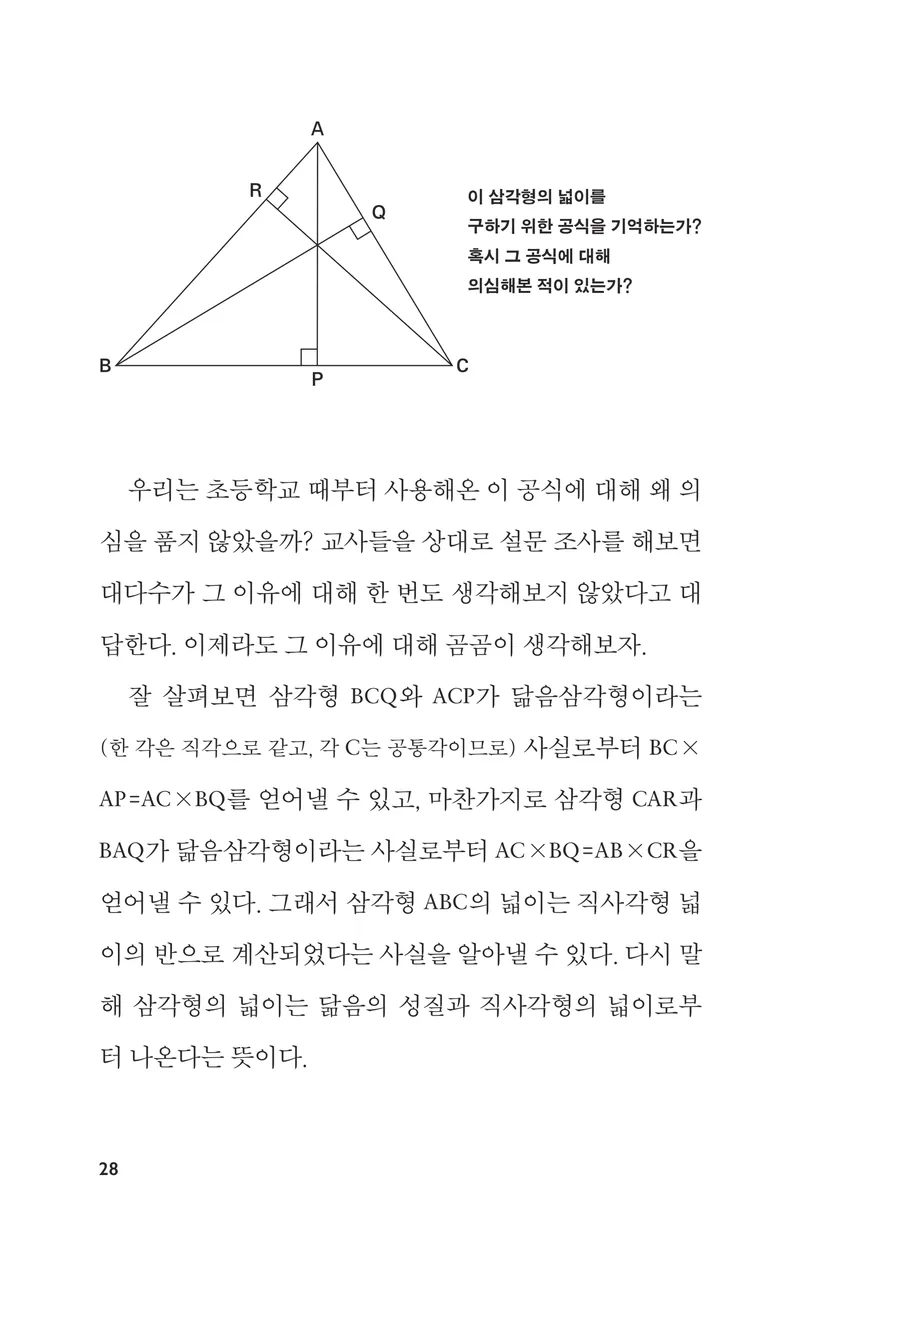 A
R
Q
B
P
C
이 삼각형의 넓이를
구하기 위한 공식을 기억하는가?
혹시 그 공식에 대해
의심해본 적이 있는가?
우리는 초등학교 때부터 사용해온 이 공식에 대해 왜 의
심을 품지 않았을까? 교사들을 상대로 설문 조사를 해보면
대다수가 그 이유에 대해 한 번도 생각해보지 않았다고 대
답한다. 이제라도 그 이유에 대해 곰곰이 생각해보자.
잘 살펴보면 삼각형 BCQ와 ACP가 닮음삼각형이라는
(한 각은 직각으로 같고, 각 C는 공통각이므로) 사실로부터 BC×
AP=AC×BQ를 얻어낼 수 있고, 마찬가지로 삼각형 CAR과
BAQ가 닮음삼각형이라는 사실로부터 AC×BQ=AB×CR을
얻어낼 수 있다. 그래서 삼각형 ABC의 넓이는 직사각형 넓
이의 반으로 계산되었다는 사실을 알아낼 수 있다. 다시 말
해 삼각형의 넓이는 닮음의 성질과 직사각형의 넓이로부
터 나온다는 뜻이다.
28